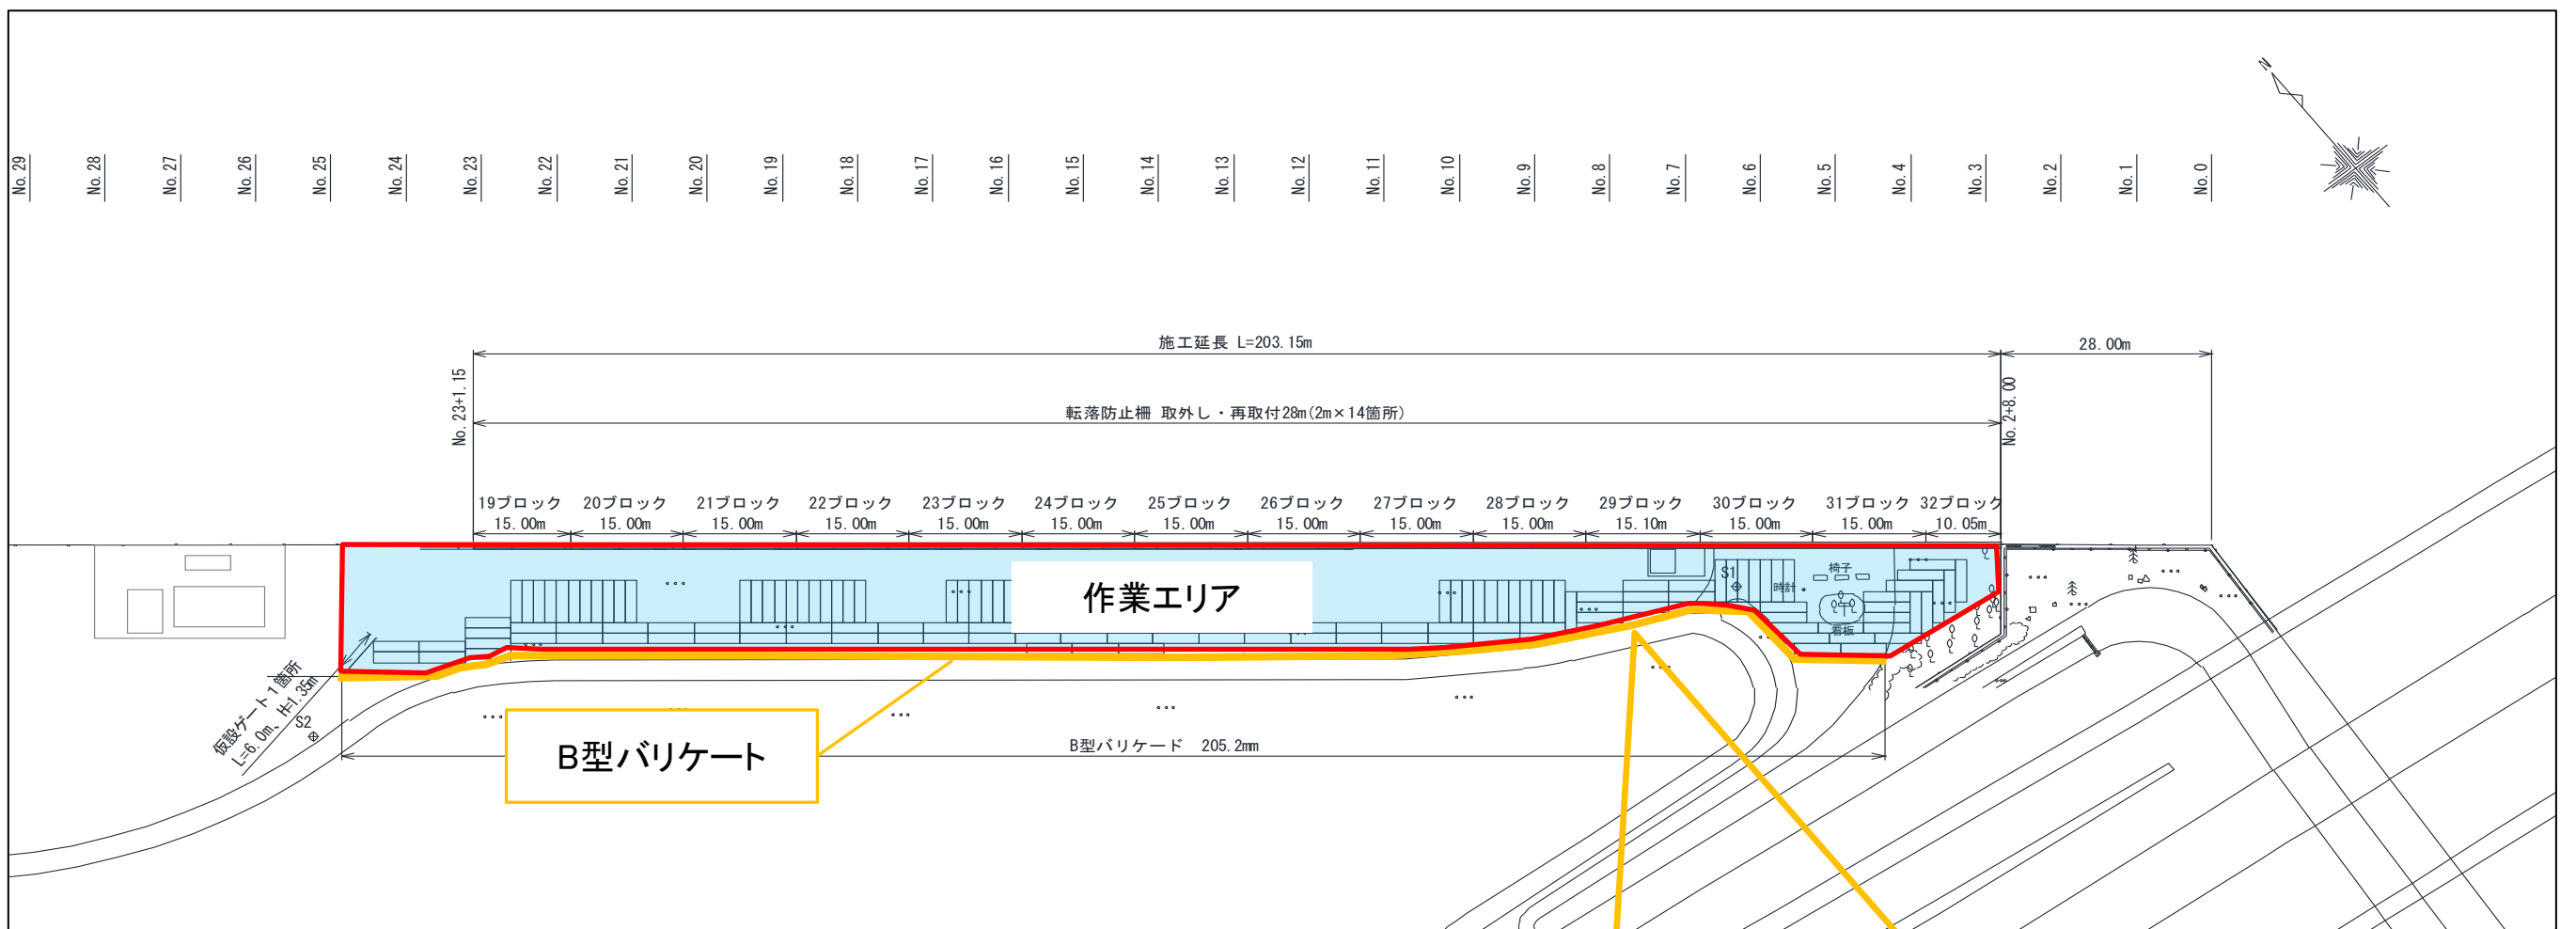 N
No.29
No.28
No.27
No.26
No.25
No.24
No.23
No.22
No.21
No.20
No.19
No.18
No.17
No.16
No.15
No.14
No.13
No.12
No.11
No.10
No.9
No.8
No.7
No.6
No.5
No.4
No.3
No.2
No.1
No.0
施工延長 L=203.15m
28.00m
No.23+1.15
転落防止柵 取外し・再取付28m(2m×14箇所)
No.2+8.00
19ブロック
15.00m
20ブロック
15.00m
21ブロック
15.00m
22ブロック
15.00m
23ブロック
15.00m
24ブロック
15.00m
25ブロック
15.00m
26ブロック
15.00m
27ブロック
15.00m
28ブロック
15.00m
29ブロック
15.10m
30ブロック
15.00m
31ブロック
15.00m
32ブロック
10.05m
作業エリア
S1
椅子
時計
看板
仮設ゲート1箇所
L=6.0m、H=1.35m
S2
B型バリケート
B型バリケード 205.2mm